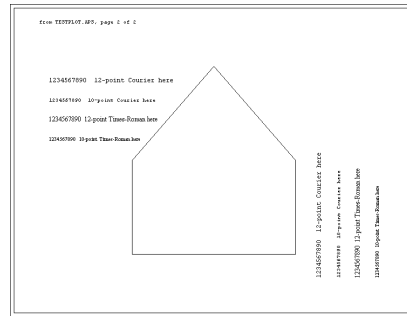 from TESTPLOT.APS, page 2 of 2
1234567890 12-point Courier here
1234567890 10-point Courier here
1234567890 12-point Times-Roman here
1234567890 10-point Times-Roman here
1234567890 12-point Courier here
1234567890 10-point Courier here
1234567890 12-point Times-Roman here
1234567890 10-point Times-Roman here